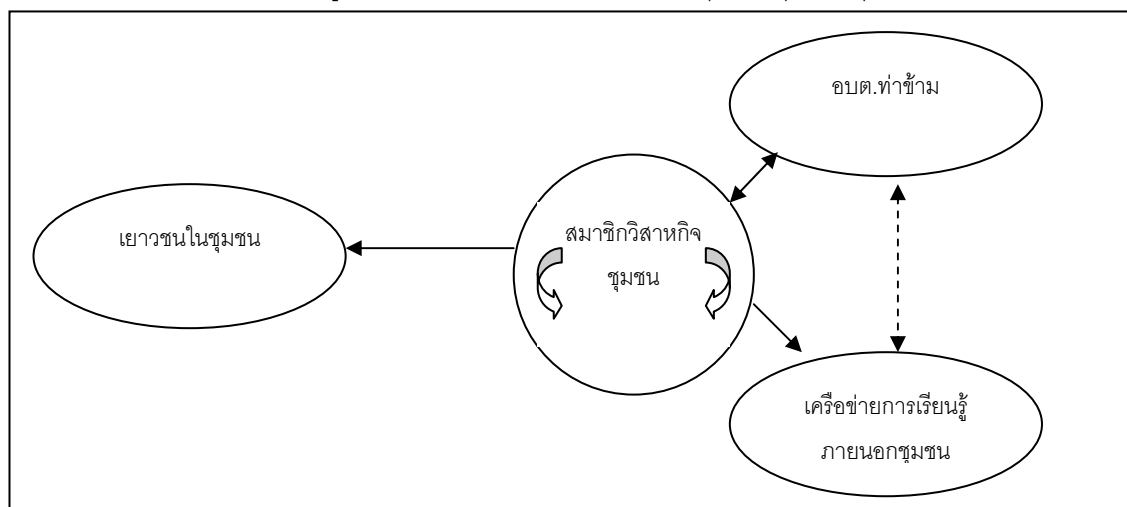 อบต.ท่าข้าม
สมาชิกวิสาหกิจ
ชุมชน
เยาวชนในชุมชน
เครือข่ายการเรียนรู้
ภายนอกชุมชน